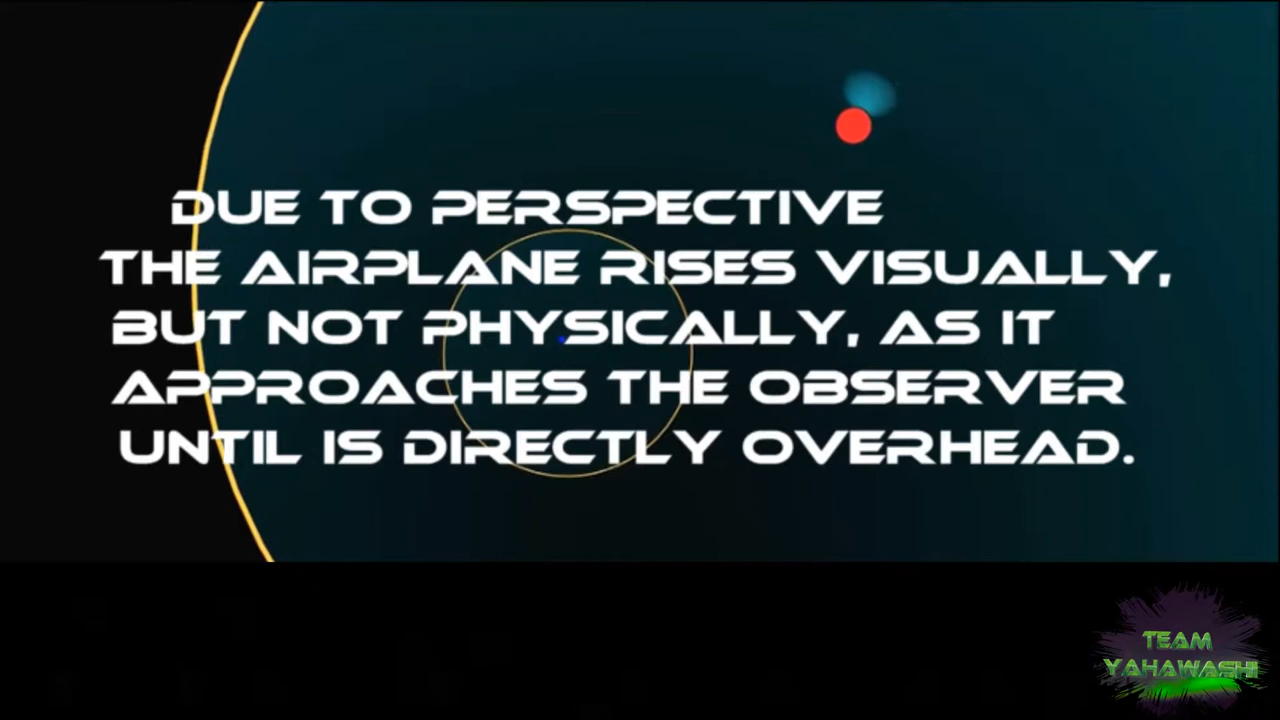 DUE TO PERSPECTIVE
THE AIRPLANE RISES VISUALLY,
BUT NOT PHYSICALLY, AS IT
APPROACHES THE OBSERVER
UNTIL IS DIRECTLY OVERHEAD.
TEAM
YAHAWASHI